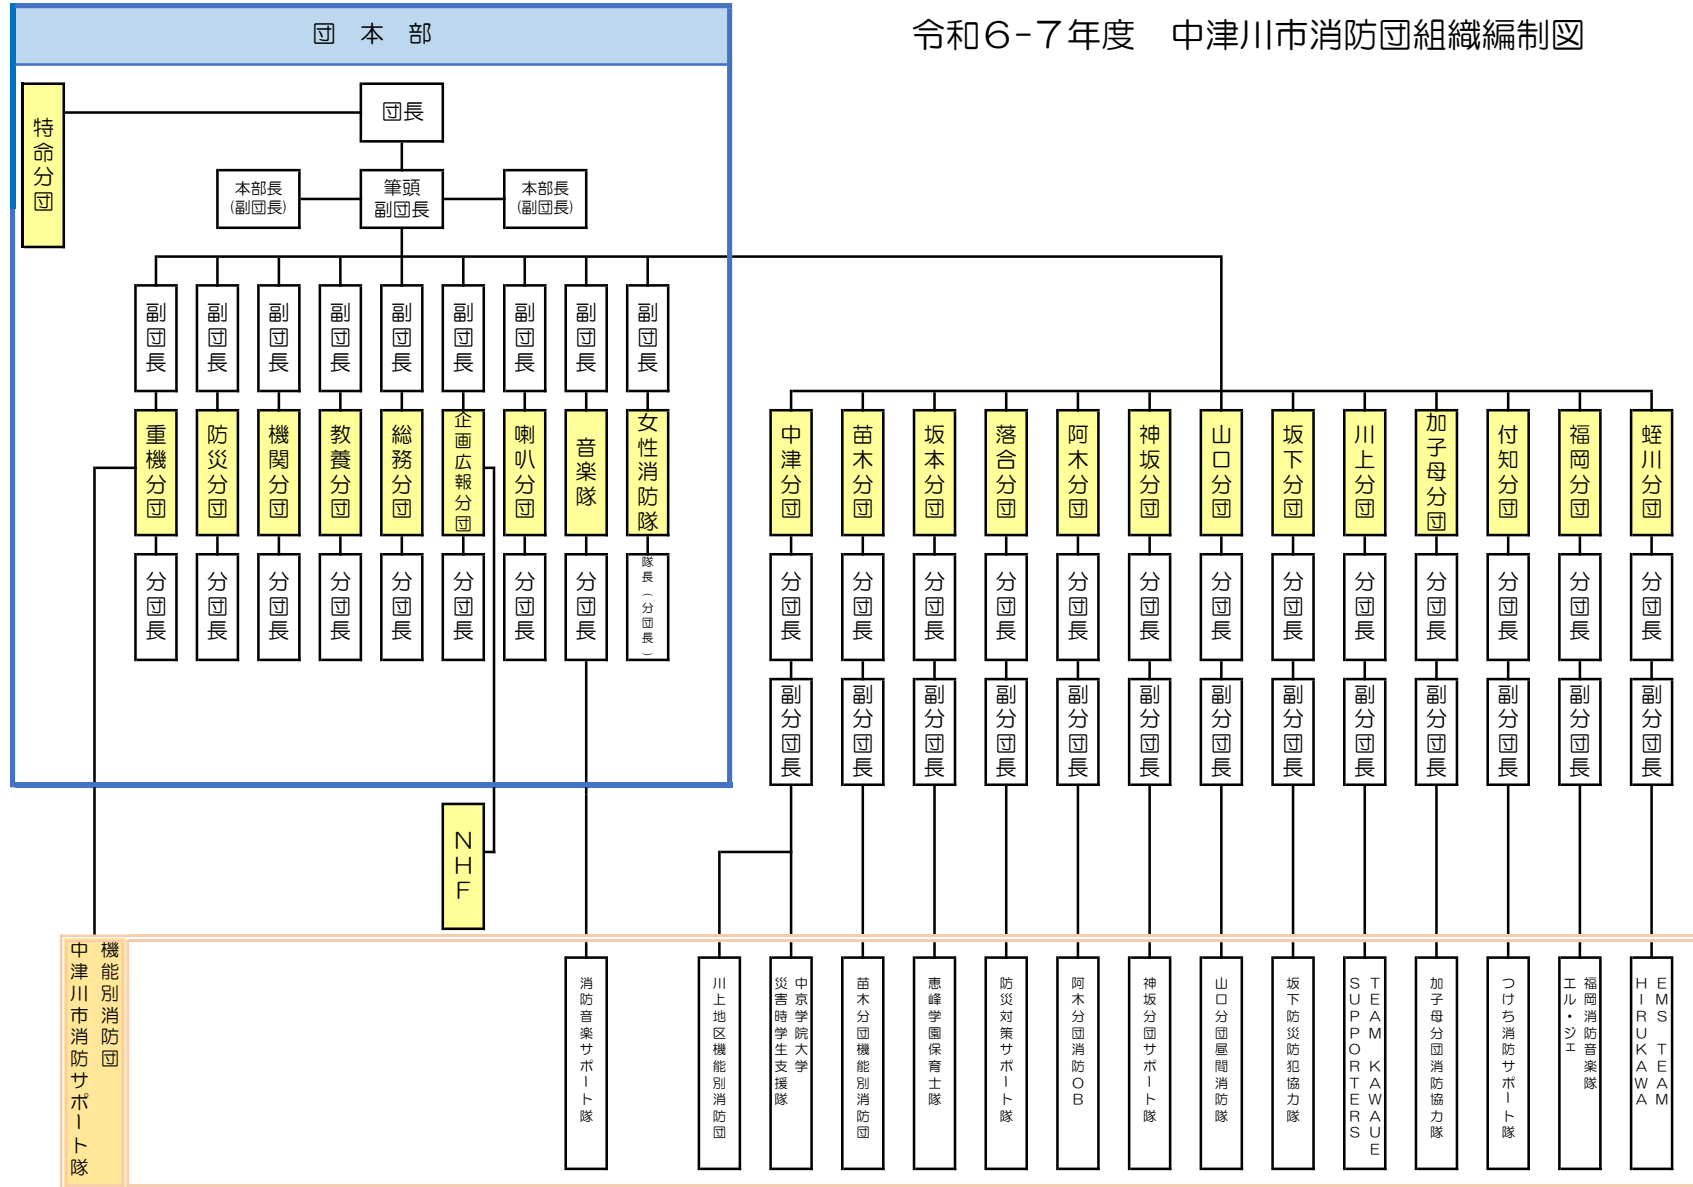 令和６-７年度　中津川市消防団組織編制図
団　本　部
特命分団
団長
本部長
(副団長)
筆頭
副団長
本部長
(副団長)
副団長
副団長
副団長
副団長
副団長
副団長
副団長
副団長
副団長
重機分団
防災分団
機関分団
教養分団
総務分団
企画広報分団
喇叭分団
音楽隊
女性消防隊
分団長
分団長
分団長
分団長
分団長
分団長
分団長
分団長
隊長（分団長）
中津分団
苗木分団
坂本分団
落合分団
阿木分団
神坂分団
山口分団
坂下分団
川上分団
加子母分団
付知分団
福岡分団
蛭川分団
分団長
分団長
分団長
分団長
分団長
分団長
分団長
分団長
分団長
分団長
分団長
分団長
分団長
副分団長
副分団長
副分団長
副分団長
副分団長
副分団長
副分団長
副分団長
副分団長
副分団長
副分団長
副分団長
副分団長
ＮＨＦ
機能別消防団
中津川市消防サポート隊
消防音楽サポート隊
川上地区機能別消防団
中京学院大学
災害時学生支援隊
苗木分団機能別消防団
恵峰学園保育士隊
防災対策サポート隊
阿木分団消防ＯＢ
神坂分団サポート隊
山口分団昼間消防隊
坂下防災防犯協力隊
ＴＥＡＭ　ＫＡＷＡＵＥ
ＳＵＰＰＯＲＴＥＲＳ
加子母分団消防協力隊
つけち消防サポート隊
福岡消防音楽隊
エル・ジェ
ＥＭＳ　ＴＥＡＭ
ＨＩＲＵＫＡＷＡ